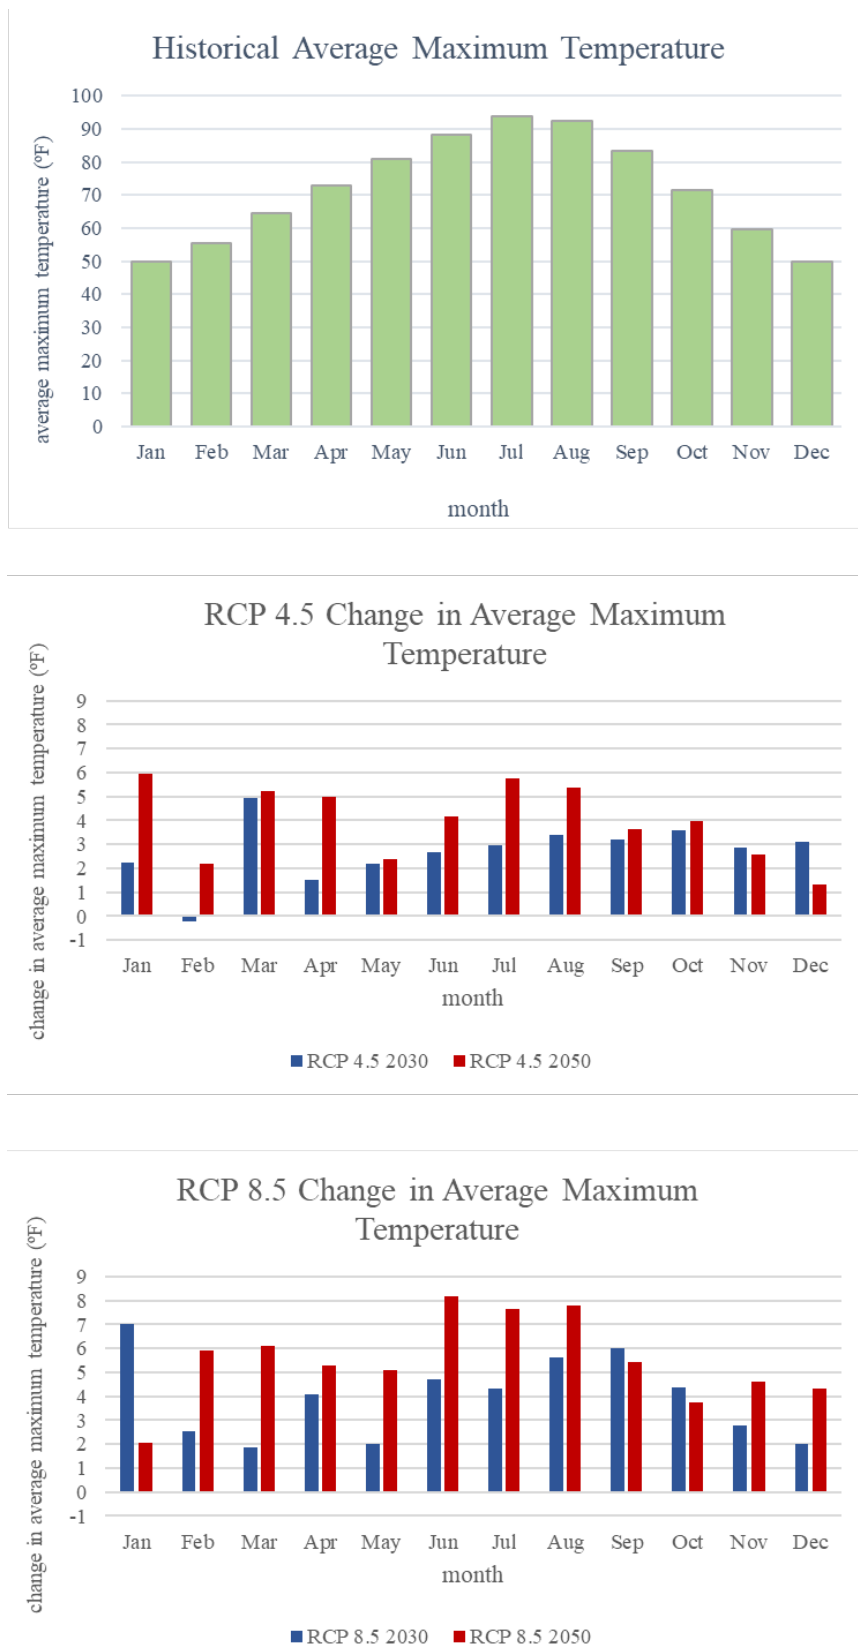 Historical Average Maximum Temperature
average maximum temperature (ºF)
100
90
80
70
60
50
40
30
20
10
0
Jan Feb Mar Apr May Jun Jul Aug Sep Oct Nov Dec
month
RCP 4.5 Change in Average Maximum
Temperature
change in average maximum temperature (ºF)
9
8
7
6
5
4
3
2
1
0
-1
Jan Feb Mar Apr May Jun Jul Aug Sep Oct Nov Dec
month
RCP 4.5 2030 RCP 4.5 2050
RCP 8.5 Change in Average Maximum
Temperature
change in average maximum temperature (ºF)
9
8
7
6
5
4
3
2
1
0
-1
Jan Feb Mar Apr May Jun Jul Aug Sep Oct Nov Dec
month
RCP 8.5 2030 RCP 8.5 2050